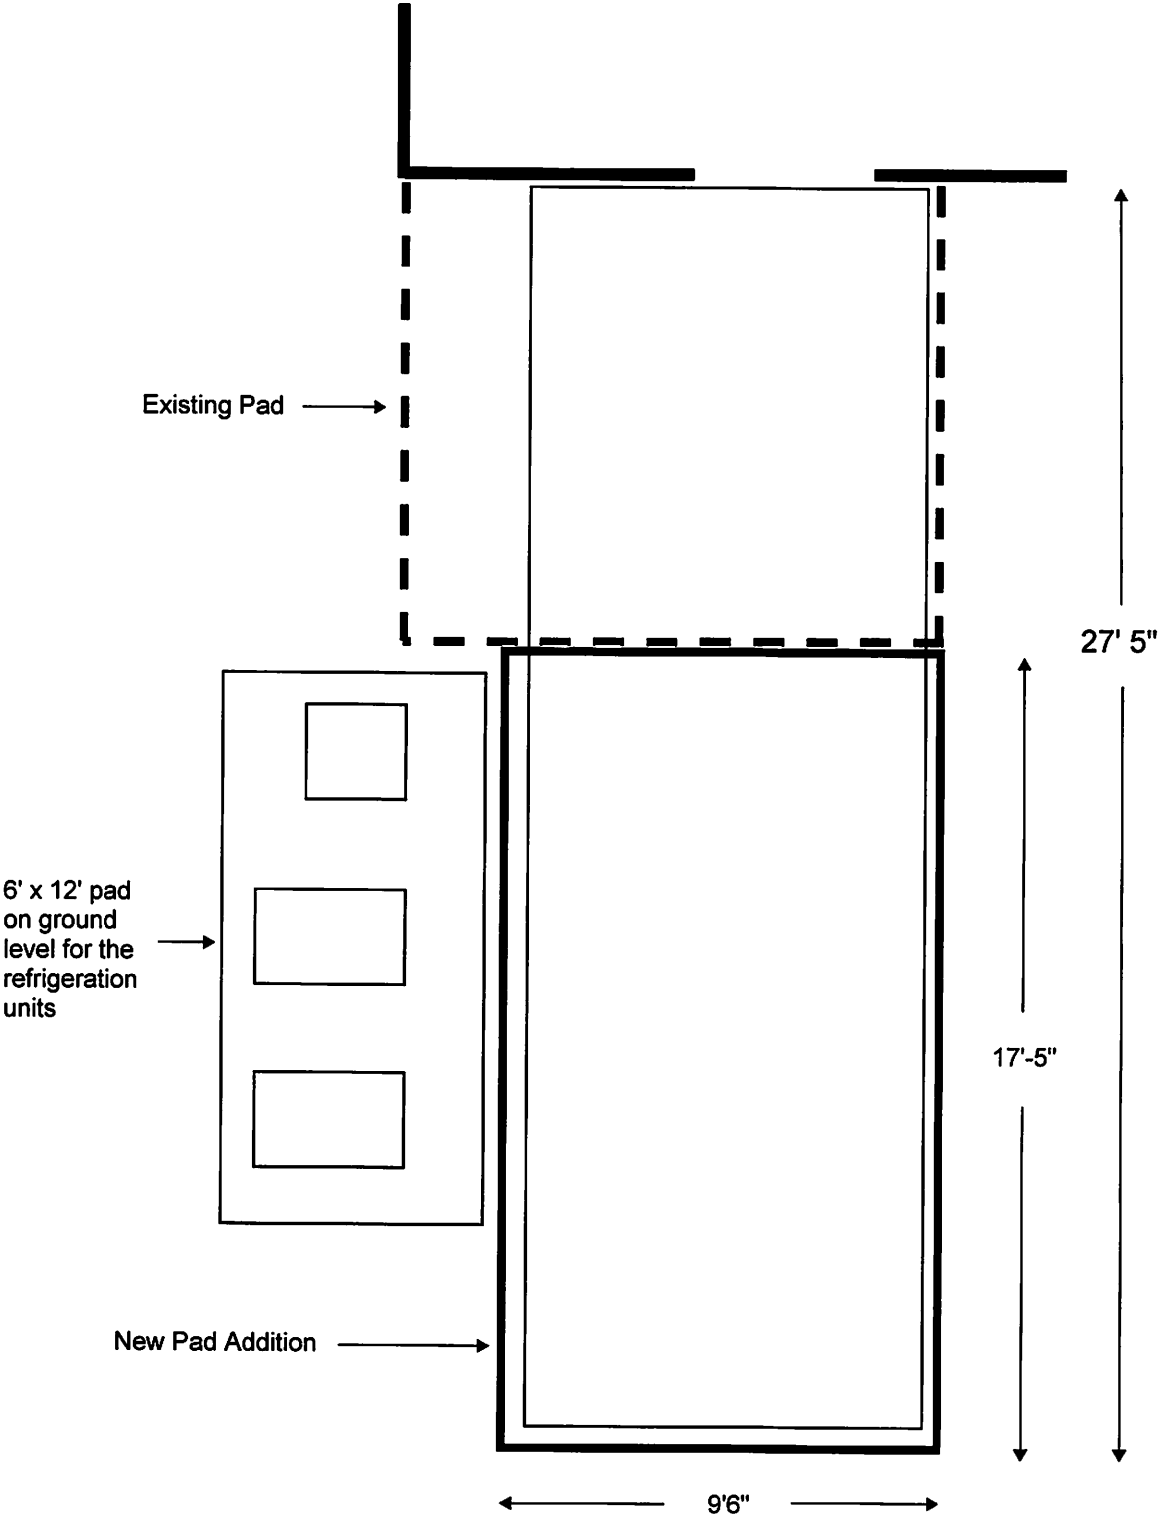 Existing Pad
27' 5"
6' x 12' pad
on ground
level for the
refrigeration
units
17'-5"
New Pad Addition
9'6"